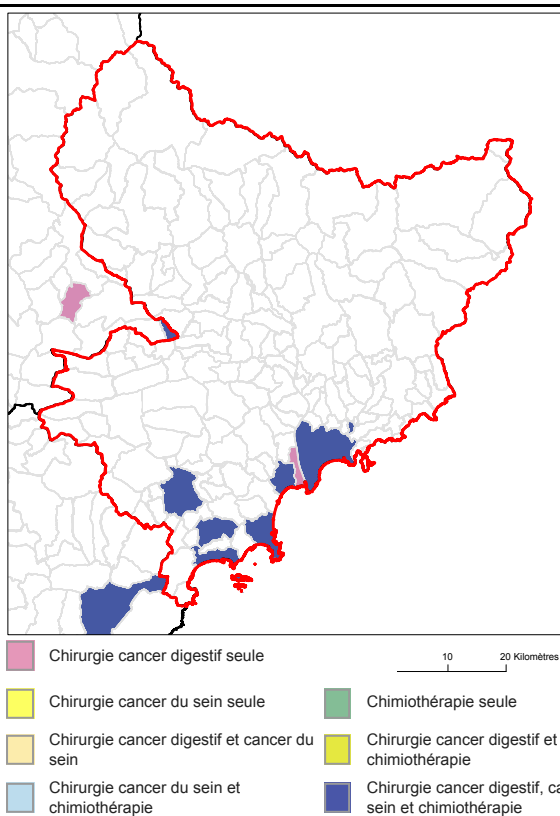 10 20 Kilomètres
Chirurgie cancer digestif seule
Chirurgie cancer du sein seule
Chimiothérapie seule
Chirurgie cancer digestif et cancer du
sein
Chirurgie cancer digestif et
chimiothérapie
Chirurgie cancer du sein et
chimiothérapie
Chirurgie cancer digestif, ca
sein et chimiothérapie